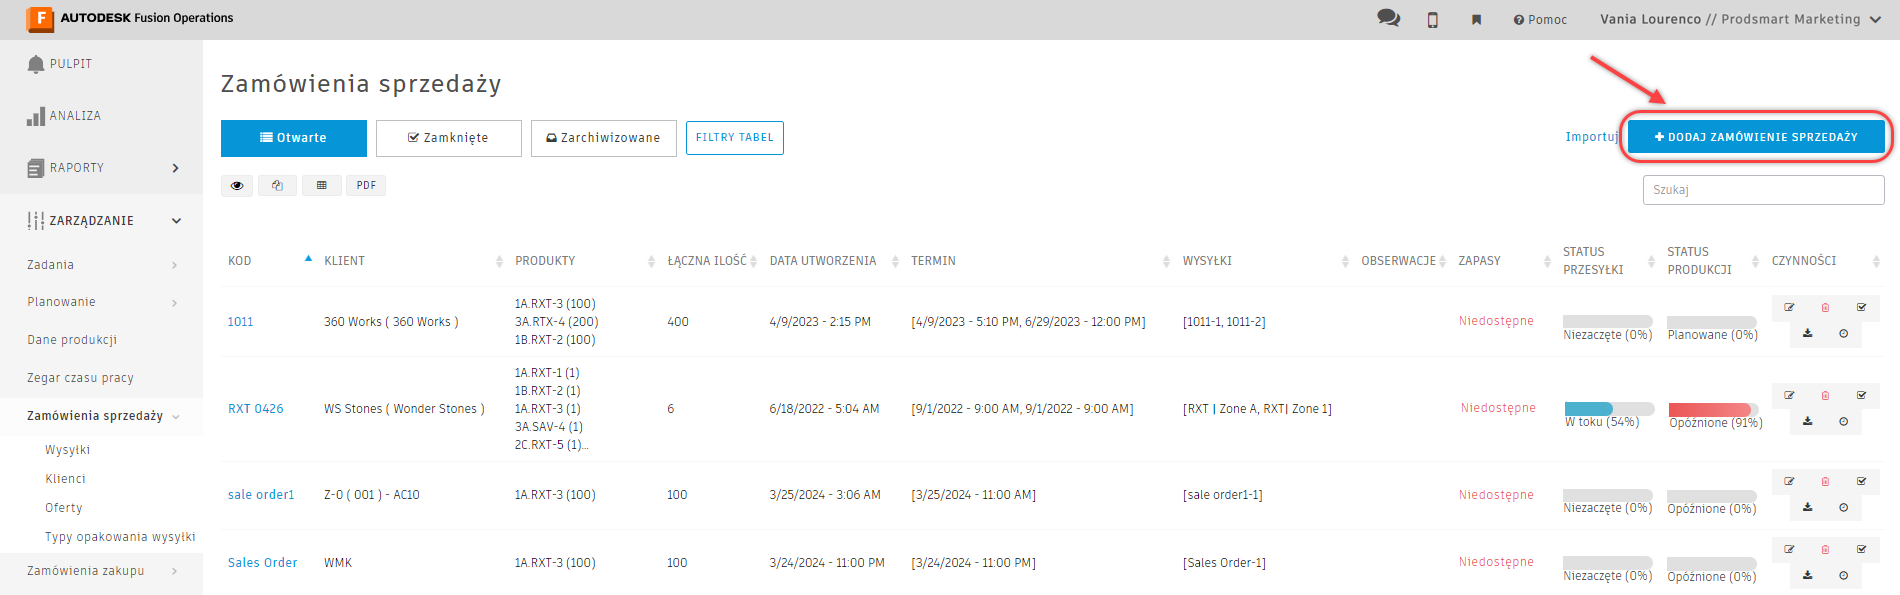 F AUTODESK Fusion Operations
Pomoc
Vania Lourenco // Prodsmart Marketing
PULPIT
ANALIZA
RAPORTY
ZARZĄDZANIE
Zadania
Planowanie
Dane produkcji
Zegar czasu pracy
Zamówienia sprzedaży
Wysyłki
Klienci
Oferty
Typy opakowania wysyłki
Zamówienia zakupu
Zamówienia sprzedaży
Otwarte
Zamknięte
Zarchiwizowane
FILTRY TABEL
Importuj
+ DODAJ ZAMÓWIENIE SPRZEDAŻY
PDF
Szukaj
KOD KLIENT PRODUKTY ŁĄCZNA ILOŚĆ DATA UTWORZENIA TERMIN WYSYŁKI OBSERWACJE ZAPASY STATUS PRZESYŁKI STATUS PRODUKCJI CZYNNOŚCI
1011
360 Works ( 360 Works )
1A.RXT-3 (100)
3A.RTX-4 (200)
1B.RXT-2 (100)
400
4/9/2023 - 2:15 PM
[4/9/2023 - 5:10 PM, 6/29/2023 - 12:00 PM]
[1011-1, 1011-2]
Niedostępne
Niezaczęte (0%)
Planowane (0%)
RXT 0426
WS Stones ( Wonder Stones )
1A.RXT-1 (1)
1B.RXT-2 (1)
1A.RXT-3 (1)
3A.SAV-4 (1)
2C.RXT-5 (1)...
6
6/18/2022 - 5:04 AM
[9/1/2022 - 9:00 AM, 9/1/2022 - 9:00 AM]
[RXT | Zone A, RXT| Zone 1]
Niedostępne
W toku (54%)
Opóźnione (91%)
sale order1
Z-0 ( 001 ) - AC10
1A.RXT-3 (100)
100
3/25/2024 - 3:06 AM
[3/25/2024 - 11:00 AM]
[sale order1-1]
Niedostępne
Niezaczęte (0%)
Opóźnione (0%)
Sales Order
WMK
1A.RXT-3 (100)
100
3/24/2024 - 11:00 PM
[3/24/2024 - 11:00 PM]
[Sales Order-1]
Niedostępne
Niezaczęte (0%)
Opóźnione (0%)